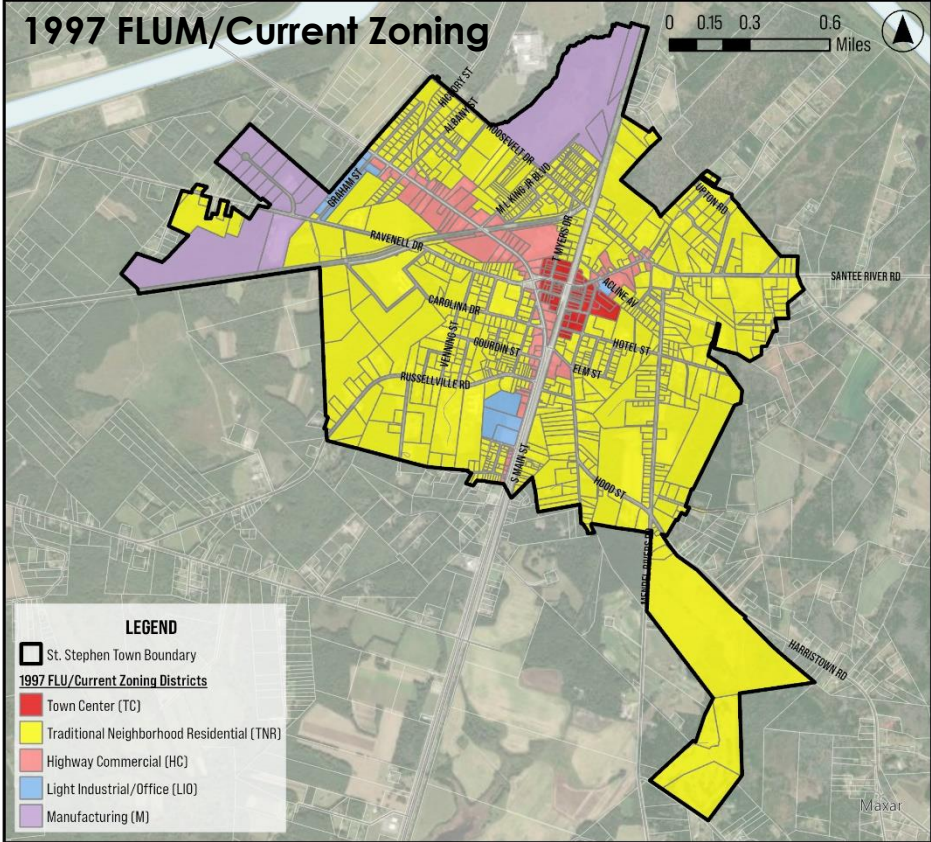 1997 FLUM/Current Zoning
0 0.15 0.3 0.6
Miles
HICKORY ST
ALBANY ST
ROOSEVELT DR
M L KING JR BLVD
GRAHAM ST
UPTON RD
RAVENELL DR
T MYERS DR
SANTEE RIVER RD
ACLINE AV
CAROLINA DR
VENNING ST
GOURDIN ST
HOTEL ST
ELM ST
RUSSELLVILLE RD
S MAIN ST
HOOD ST
HARRISTOWN RD
LEGEND
St. Stephen Town Boundary
1997 FLU/Current Zoning Districts
Town Center (TC)
Traditional Neighborhood Residential (TNR)
Highway Commercial (HC)
Light Industrial/Office (LIO)
Manufacturing (M)
Maxar